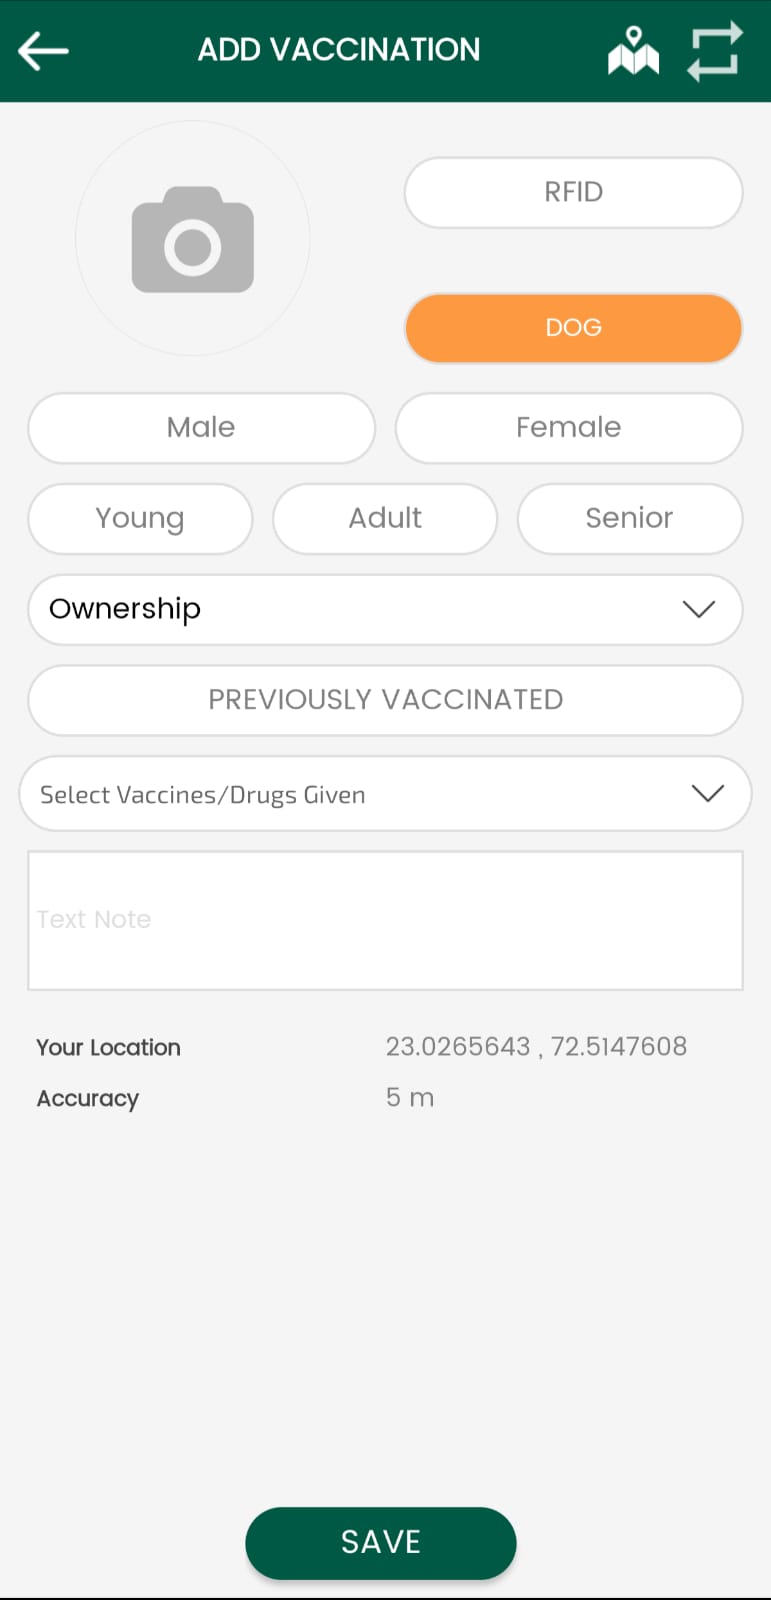 ADD VACCINATION
RFID
DOG
Male
Female
Young
Adult
Senior
Ownership
PREVIOUSLY VACCINATED
Select Vaccines/Drugs Given
Text Note
Your Location
23.0265643 , 72.5147608
Accuracy
5 m
SAVE